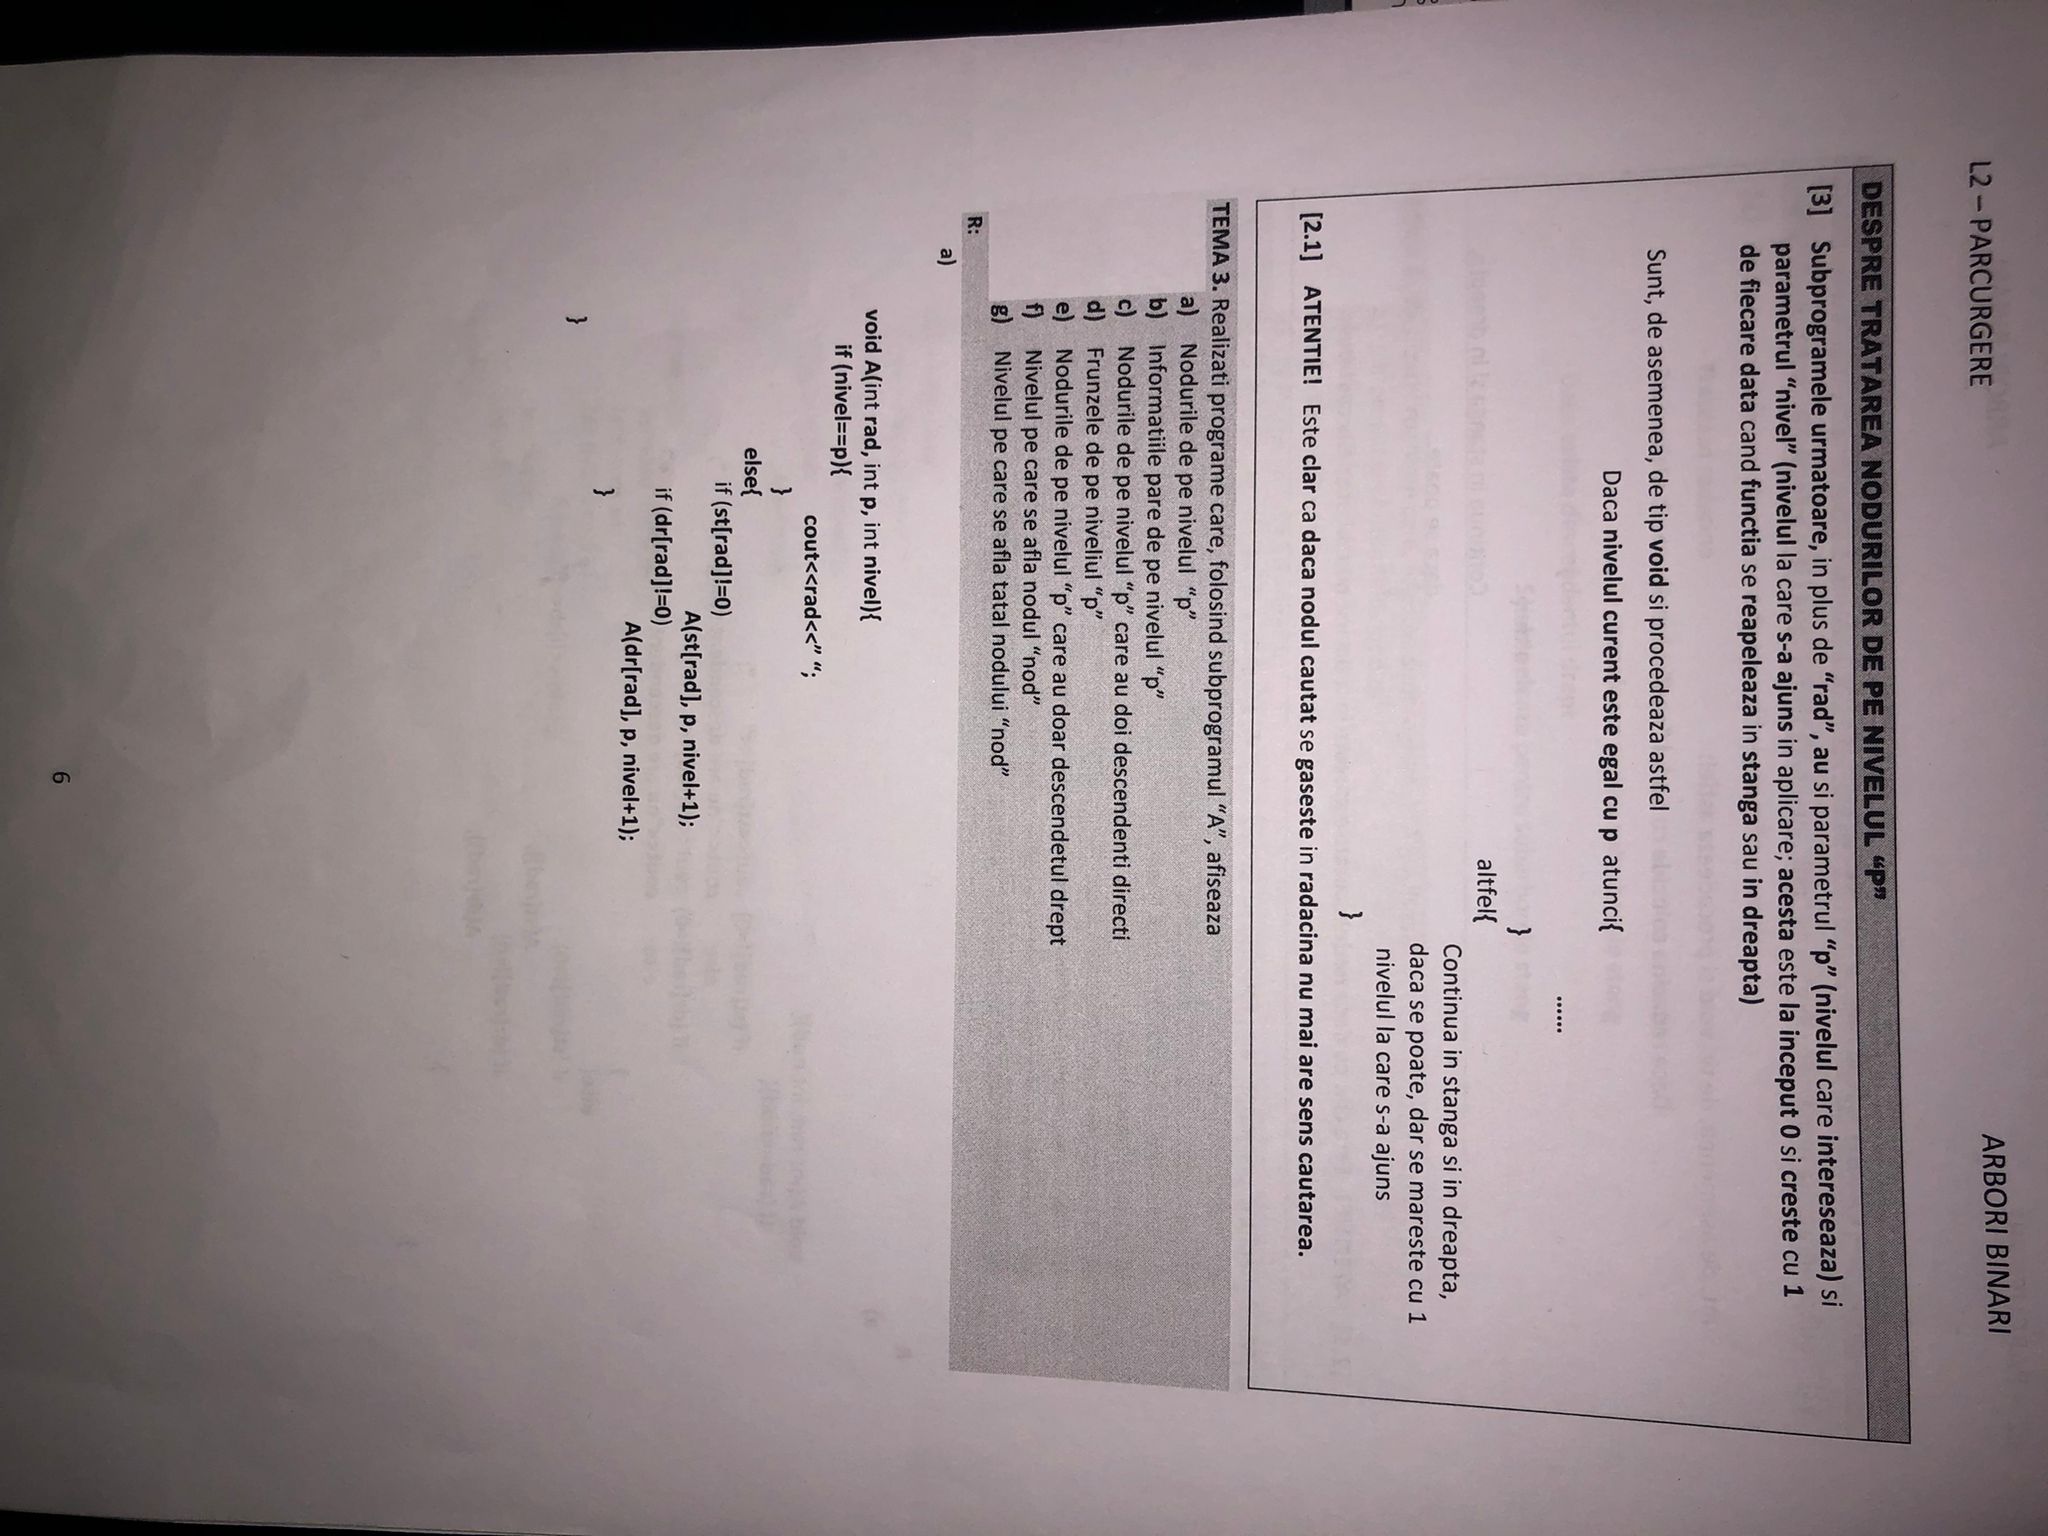 L2 – PARCURGERE
ARBORI BINARI
DESPRE TRATAREA NODURILOR DE PE NIVELUL “P”
[3] Subprogramele urmatoare, in plus de “rad”, au si parametrul “p” (nivelul care intereseaza) si
parametrul “nivel” (nivelul la care s-a ajuns in aplicare; acesta este la inceput 0 si creste cu 1
de fiecare data cand functia se reapeleaza in stanga sau in dreapta)
Sunt, de asemenea, de tip void si procedeaza astfel
Daca nivelul curent este egal cu p atunci{
......
}
altfel{
Continua in stanga si in dreapta,
daca se poate, dar se mareste cu 1
nivelul la care s-a ajuns
}
[2.1] ATENTIE! Este clar ca daca nodul cautat se gaseste in radacina nu mai are sens cautarea.
TEMA 3. Realizati programe care, folosind subprogramul “A”, afiseaza
a) Nodurile de pe nivelul “p”
b) Informatiile pare de pe nivelul “p”
c) Nodurile de pe nivelul “p” care au doi descendenti directi
d) Frunzele de pe niveliul “p”
e) Nodurile de pe nivelul “p” care au doar descendetul drept
f) Nivelul pe care se afla nodul “nod”
g) Nivelul pe care se afla tatal nodului “nod”
R:
a)
void A(int rad, int p, int nivel){
if (nivel==p){
cout<<rad<<” “;
}
else{
if (st[rad]!=0)
A(st[rad], p, nivel+1);
if (dr[rad]!=0)
A(dr[rad], p, nivel+1);
}
}
6